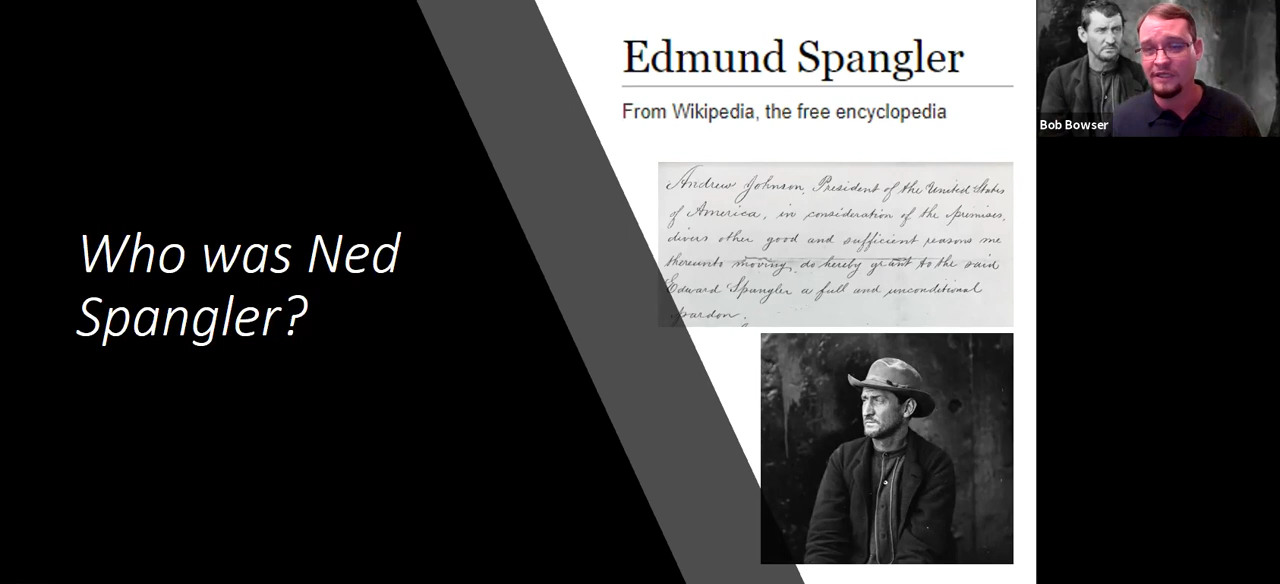 Who was Ned
Spangler?
Edmund Spangler
From Wikipedia, the free encyclopedia
Andrew Johnson, President of the United States
of America, in consideration of the premises,
divers other good and sufficient reasons me
thereunto moving, do hereby grant to the said
Edward Spangler a full and unconditional
pardon.
Bob Bowser